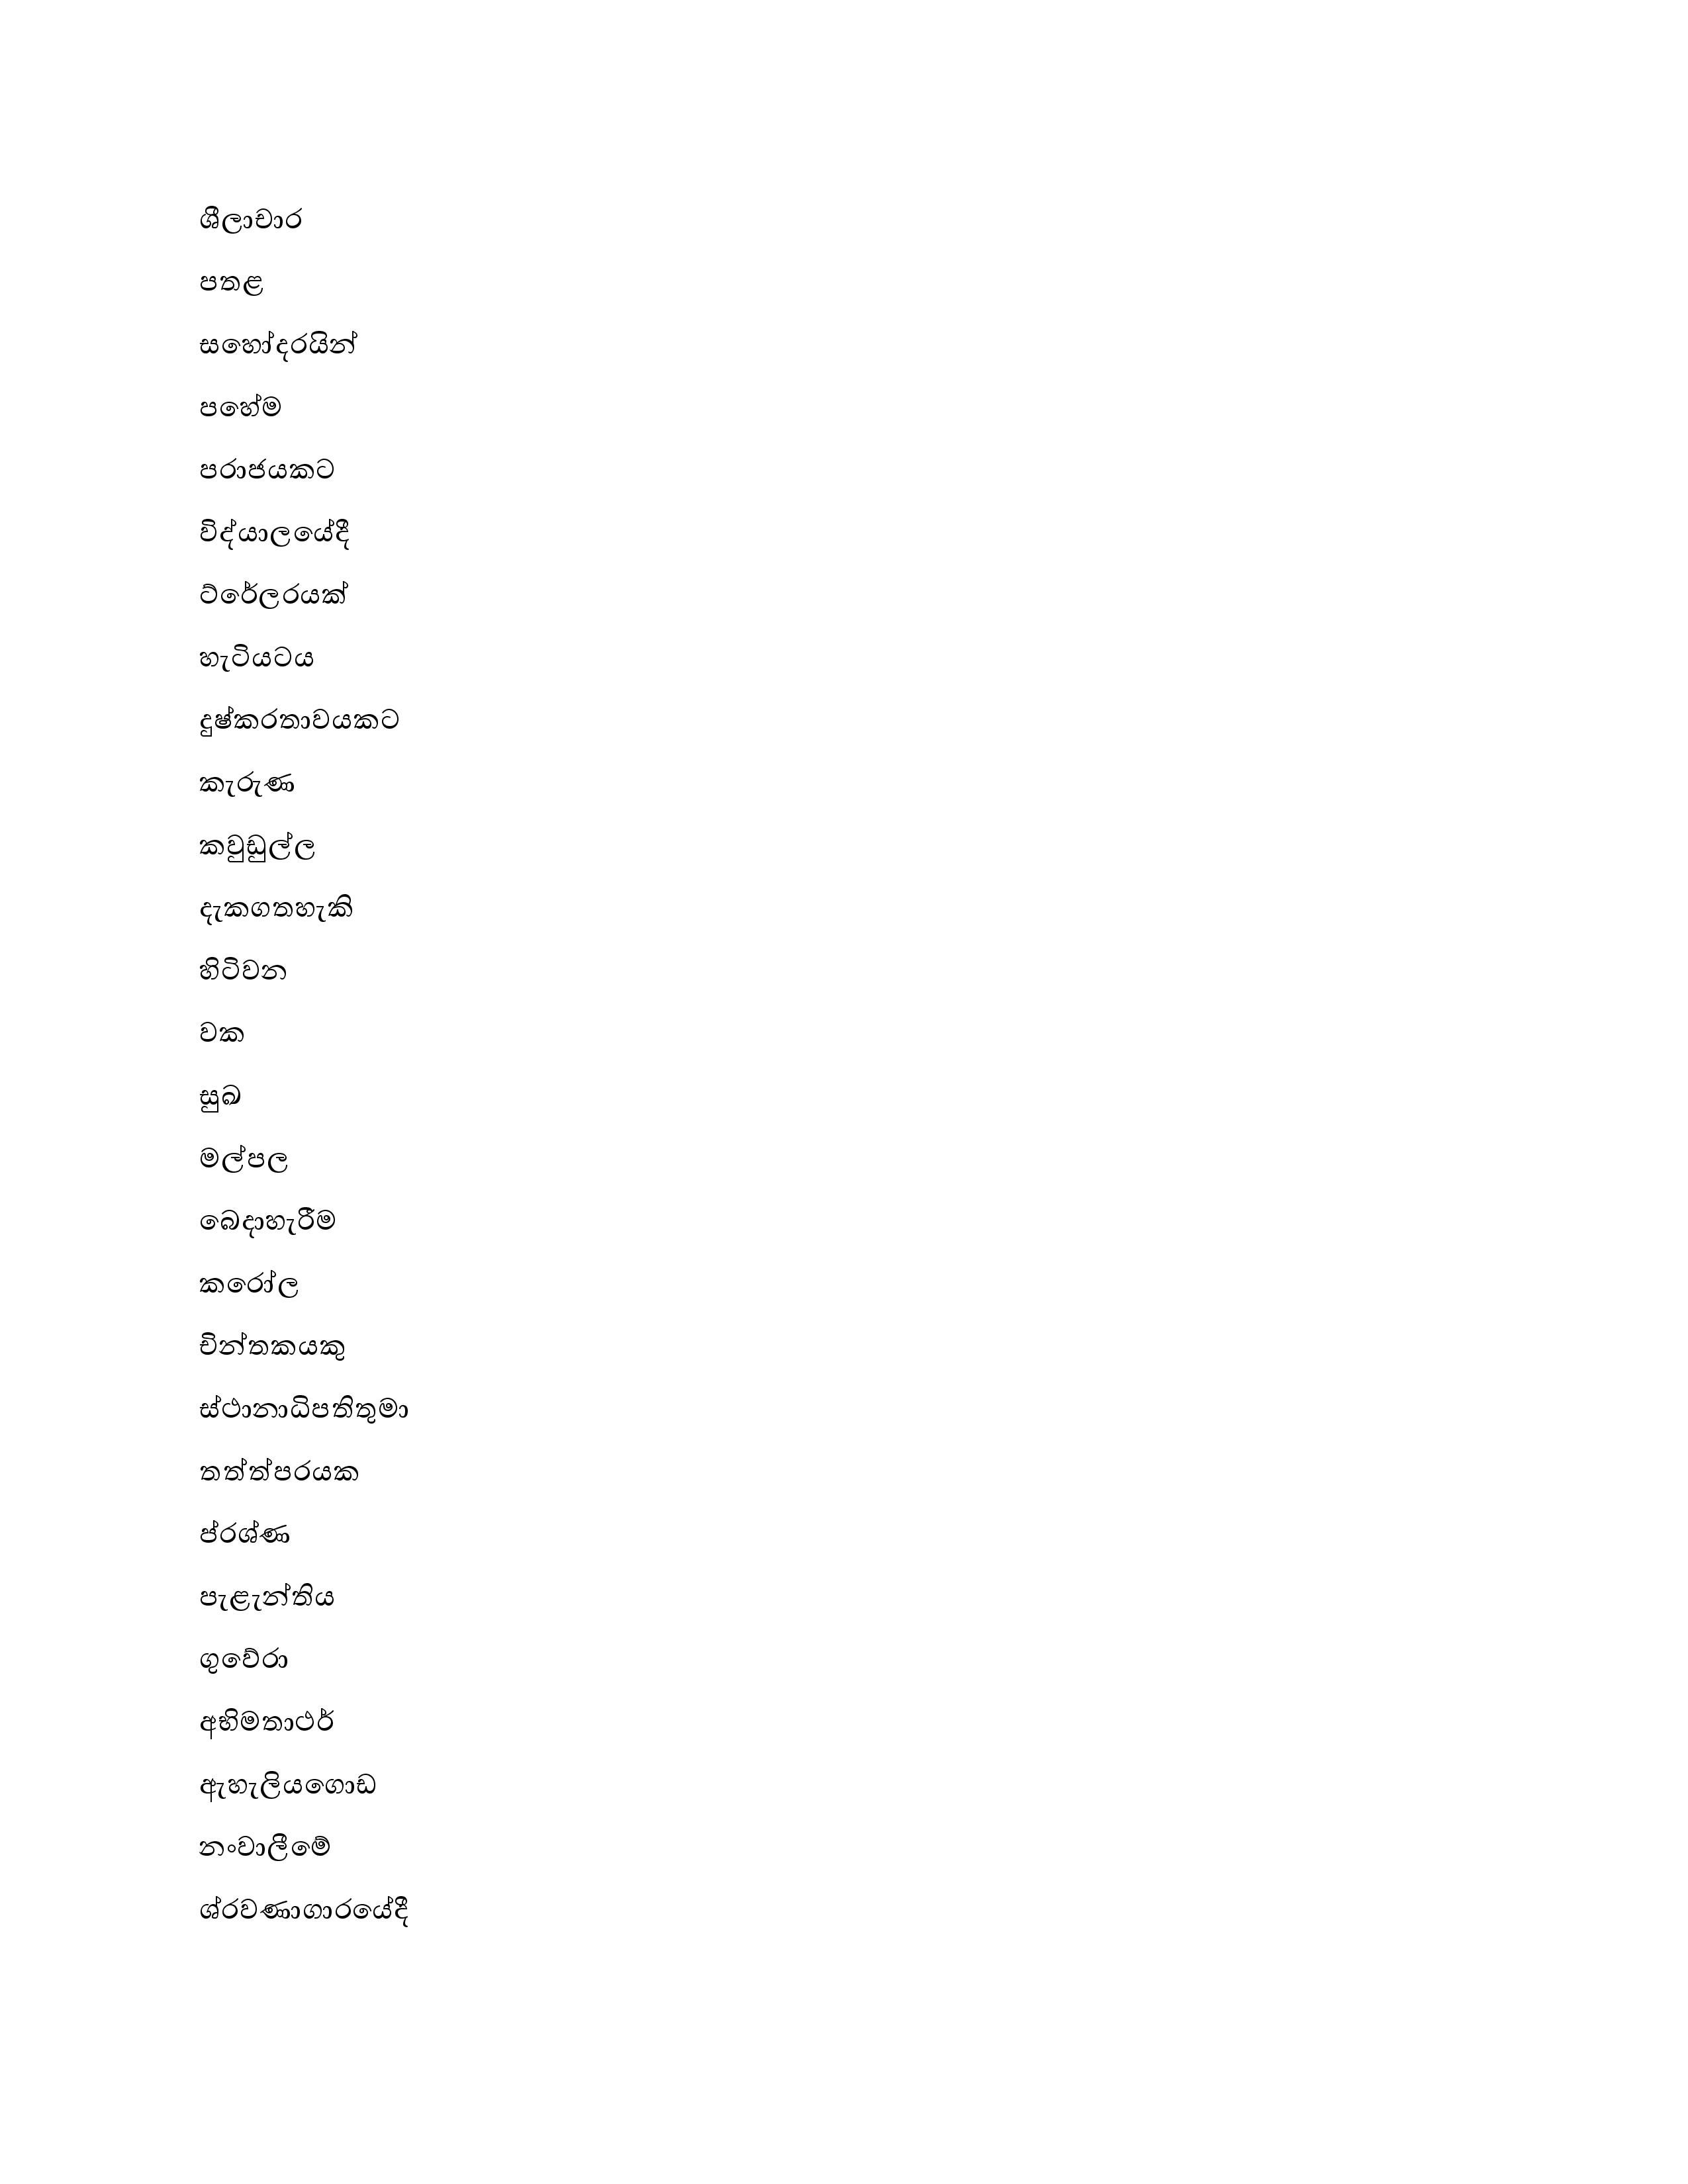 ශීලාචාර
පතළ
සහෝදරයින්
පහේම
පරාජයකට
විද්යාලයේදී
ට්රේලරයක්
හැටියටය
දුෂ්කරතාවයකට
කැරුණ
කවුඩුල්ල
දැකගතහැකි
හිටිවන
වක
සුඛ
මල්පල
බෙදාහැරීම
කරෝල
චින්තකයකු
ස්ථානාධිපතිතුමා
තත්ත්පරයක
ප්රශ්ණ
පැළැන්තිය
ගුවේරා
අභිමතාථර්
ඇහැලියගොඩ
නංවාලීමේ
ශ්රවණාගාරයේදී